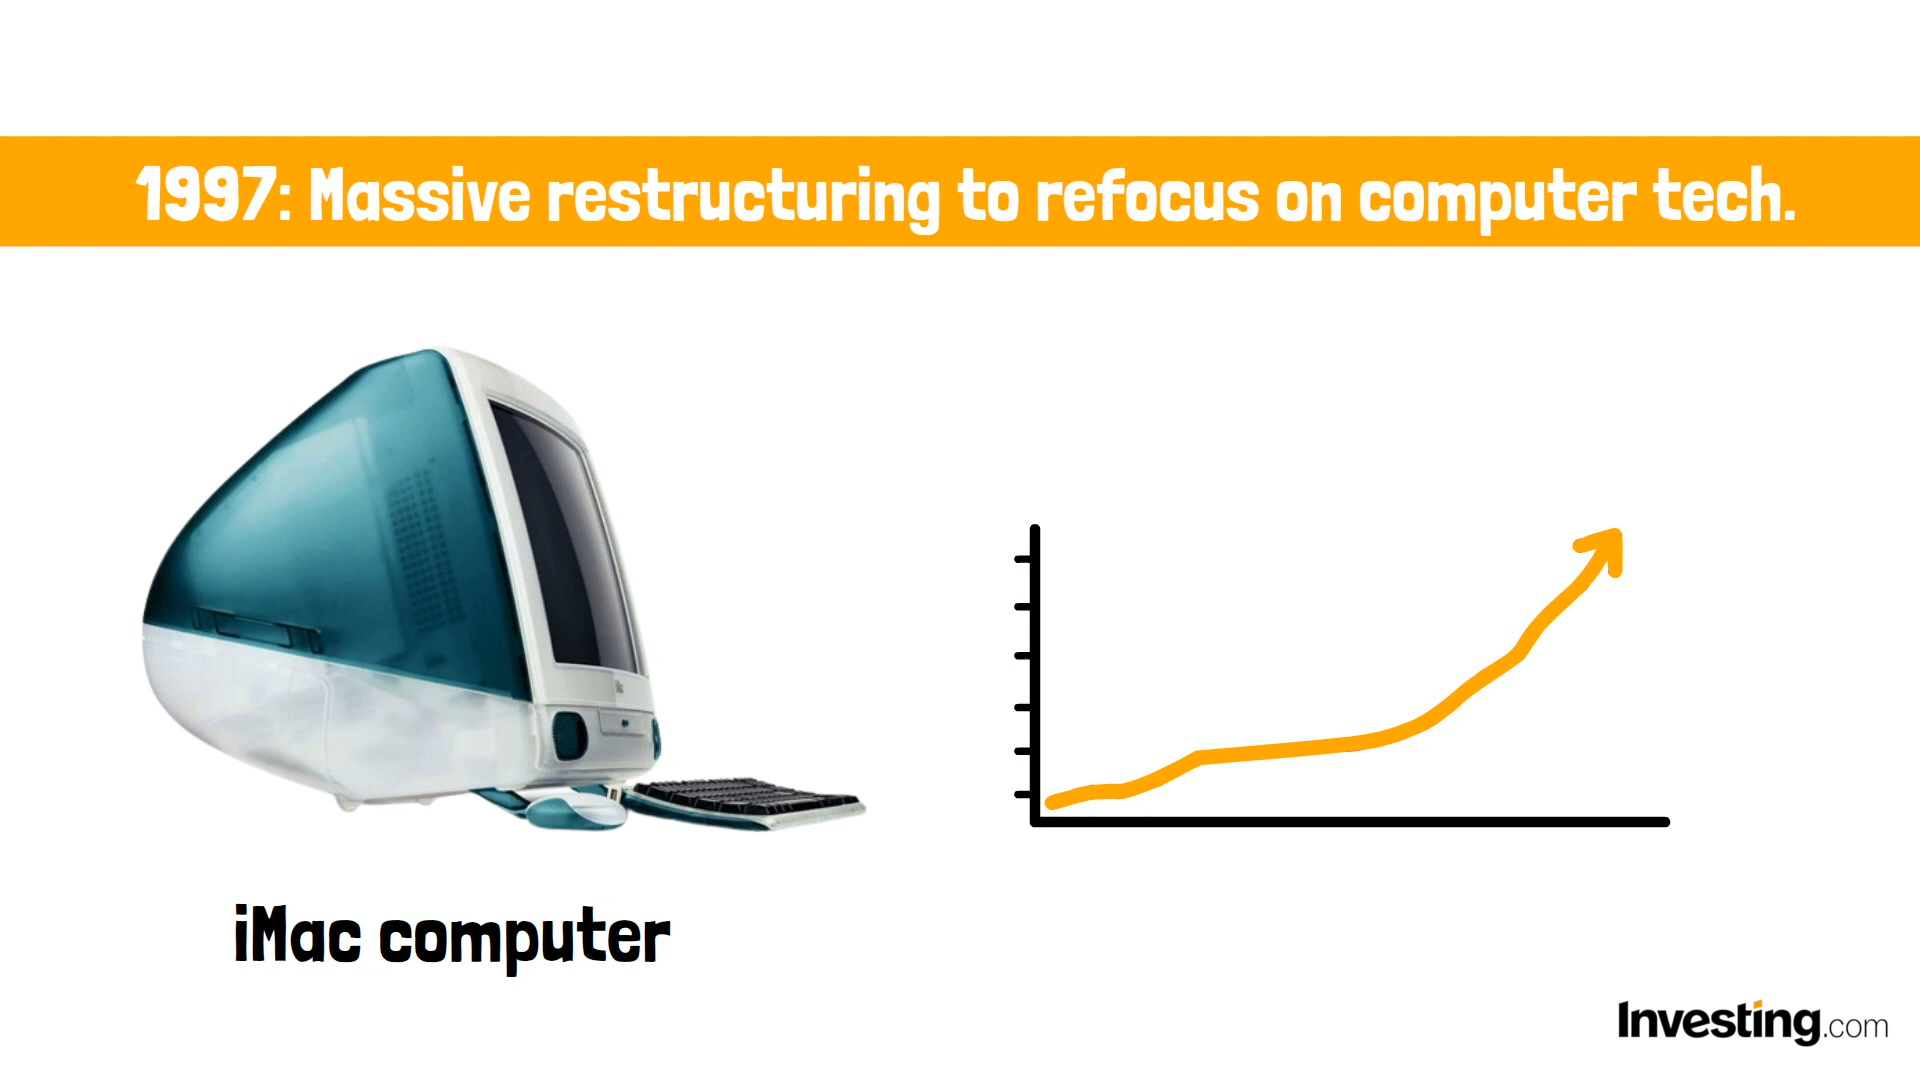 1997: Massive restructuring to refocus on computer tech.
iMac computer
Investing.com